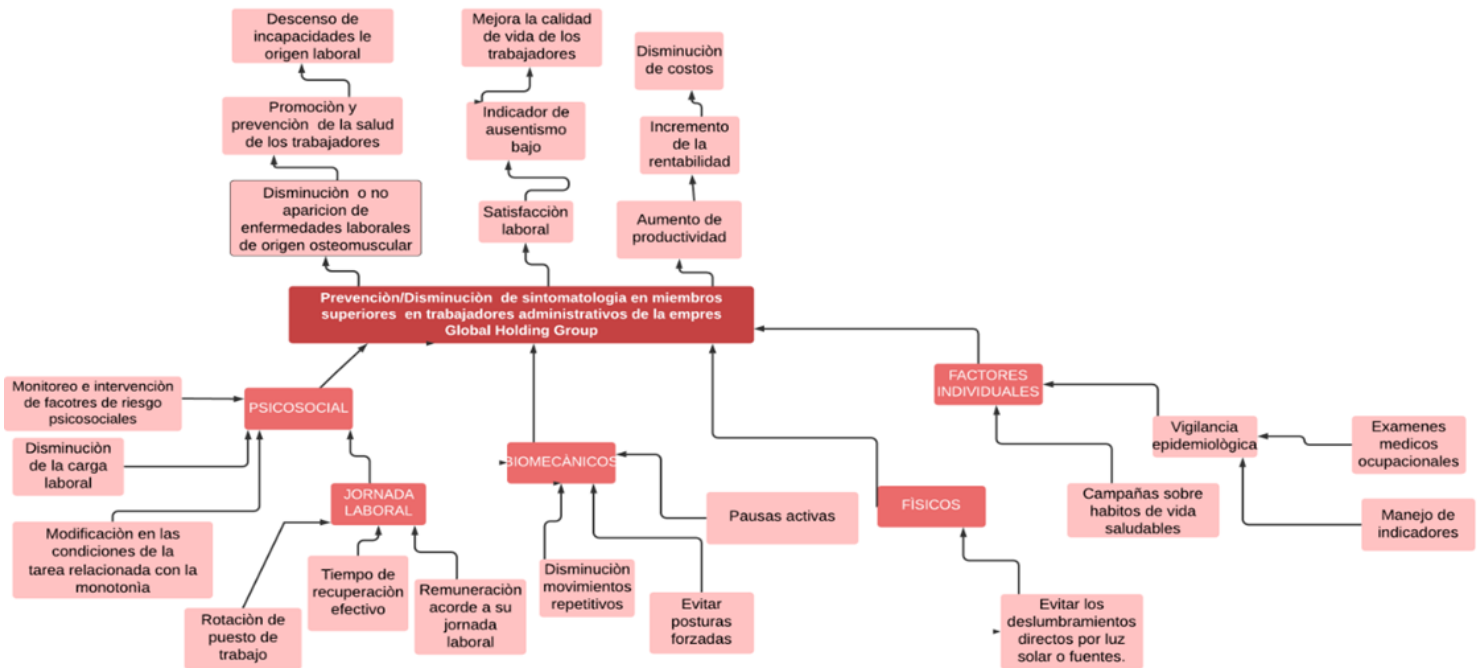 Descenso de
incapacidades le
origen laboral
Mejora la calidad
de vida de los
trabajadores
Disminuciòn
de costos
Promociòn y
prevenciòn de la salud
de los trabajadores
Indicador de
ausentismo
bajo
Incremento
de la
rentabilidad
Disminuciòn o no
aparicion de
enfermedades laborales
de origen osteomuscular
Satisfacciòn
laboral
Aumento de
productividad
Prevenciòn/Disminuciòn de sintomatologia en miembros
superiores en trabajadores administrativos de la empres
Global Holding Group
Monitoreo e intervenciòn
de facotres de riesgo
psicosociales
PSICOSOCIAL
FACTORES
INDIVIDUALES
Disminuciòn
de la carga
laboral
BIOMECÀNICOS
Vigilancia
epidemiològica
Examenes
medicos
ocupacionales
JORNADA
LABORAL
Pausas activas
FÌSICOS
Campañas sobre
habitos de vida
saludables
Manejo de
indicadores
Modificaciòn en las
condiciones de la
tarea relacionada con la
monotonìa
Tiempo de
recuperaciòn
efectivo
Remuneraciòn
acorde a su
jornada
laboral
Disminuciòn
movimientos
repetitivos
Evitar
posturas
forzadas
Rotaciòn de
puesto de
trabajo
Evitar los
deslumbramientos
directos por luz
solar o fuentes.